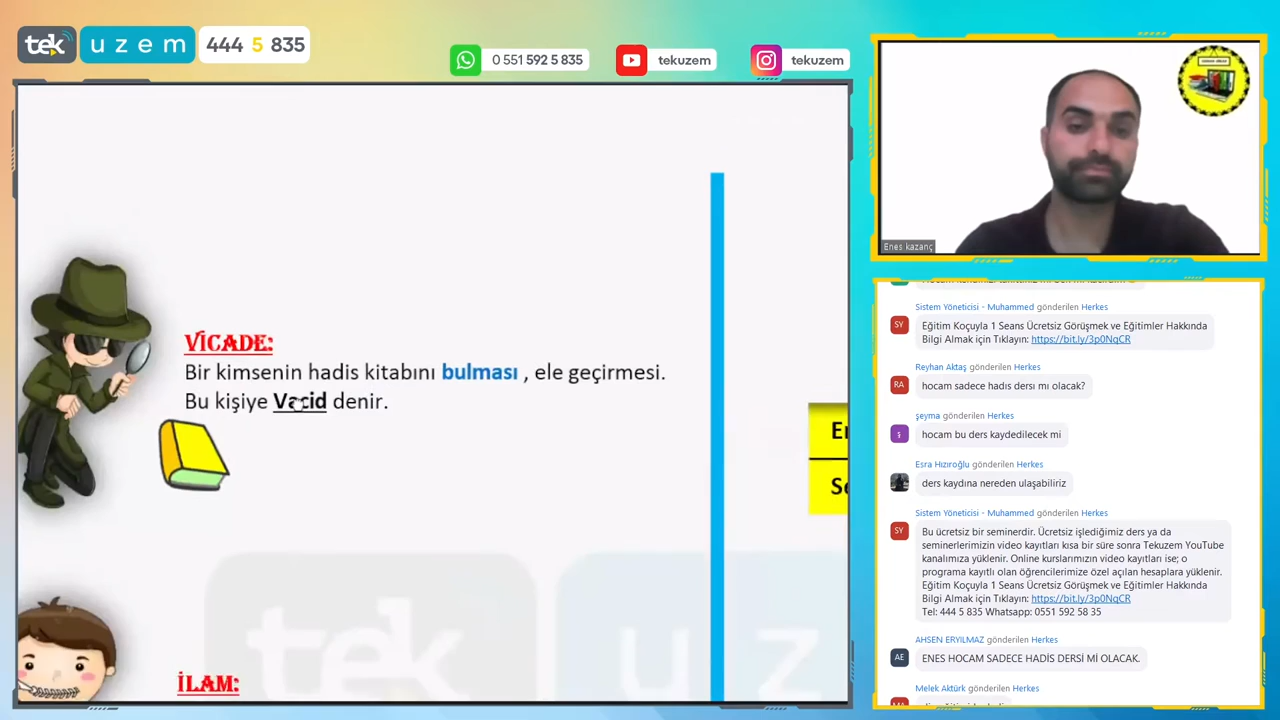 tek uzem 444 5 835
0 551 592 5 835
tekuzem
tekuzem
VİCADE:
Bir kimsenin hadis kitabını bulması , ele geçirmesi.
Bu kişiye Vacid denir.
İLAM:
tek u z
Enes kazanç
Sistem Yöneticisi - Muhammed gönderilen Herkes
SY
Eğitim Koçuyla 1 Seans Ücretsiz Görüşmek ve Eğitimler Hakkında
Bilgi Almak için Tıklayın: https://bit.ly/3p0NqCR
Reyhan Aktaş gönderilen Herkes
RA
hocam sadece hadıs dersı mı olacak?
şeyma gönderilen Herkes
ş
hocam bu ders kaydedilecek mi
Esra Hızıroğlu gönderilen Herkes
ders kaydına nereden ulaşabiliriz
Sistem Yöneticisi - Muhammed gönderilen Herkes
SY
Bu ücretsiz bir seminerdir. Ücretsiz işlediğimiz ders ya da
seminerlerimizin video kayıtları kısa bir süre sonra Tekuzem YouTube
kanalımıza yüklenir. Online kurslarımızın video kayıtları ise; o
programa kayıtlı olan öğrencilerimize özel açılan hesaplara yüklenir.
Eğitim Koçuyla 1 Seans Ücretsiz Görüşmek ve Eğitimler Hakkında
Bilgi Almak için Tıklayın: https://bit.ly/3p0NqCR
Tel: 444 5 835 Whatsapp: 0551 592 58 35
AHSEN ERYILMAZ gönderilen Herkes
AE
ENES HOCAM SADECE HADİS DERSİ Mİ OLACAK.
Melek Aktürk gönderilen Herkes